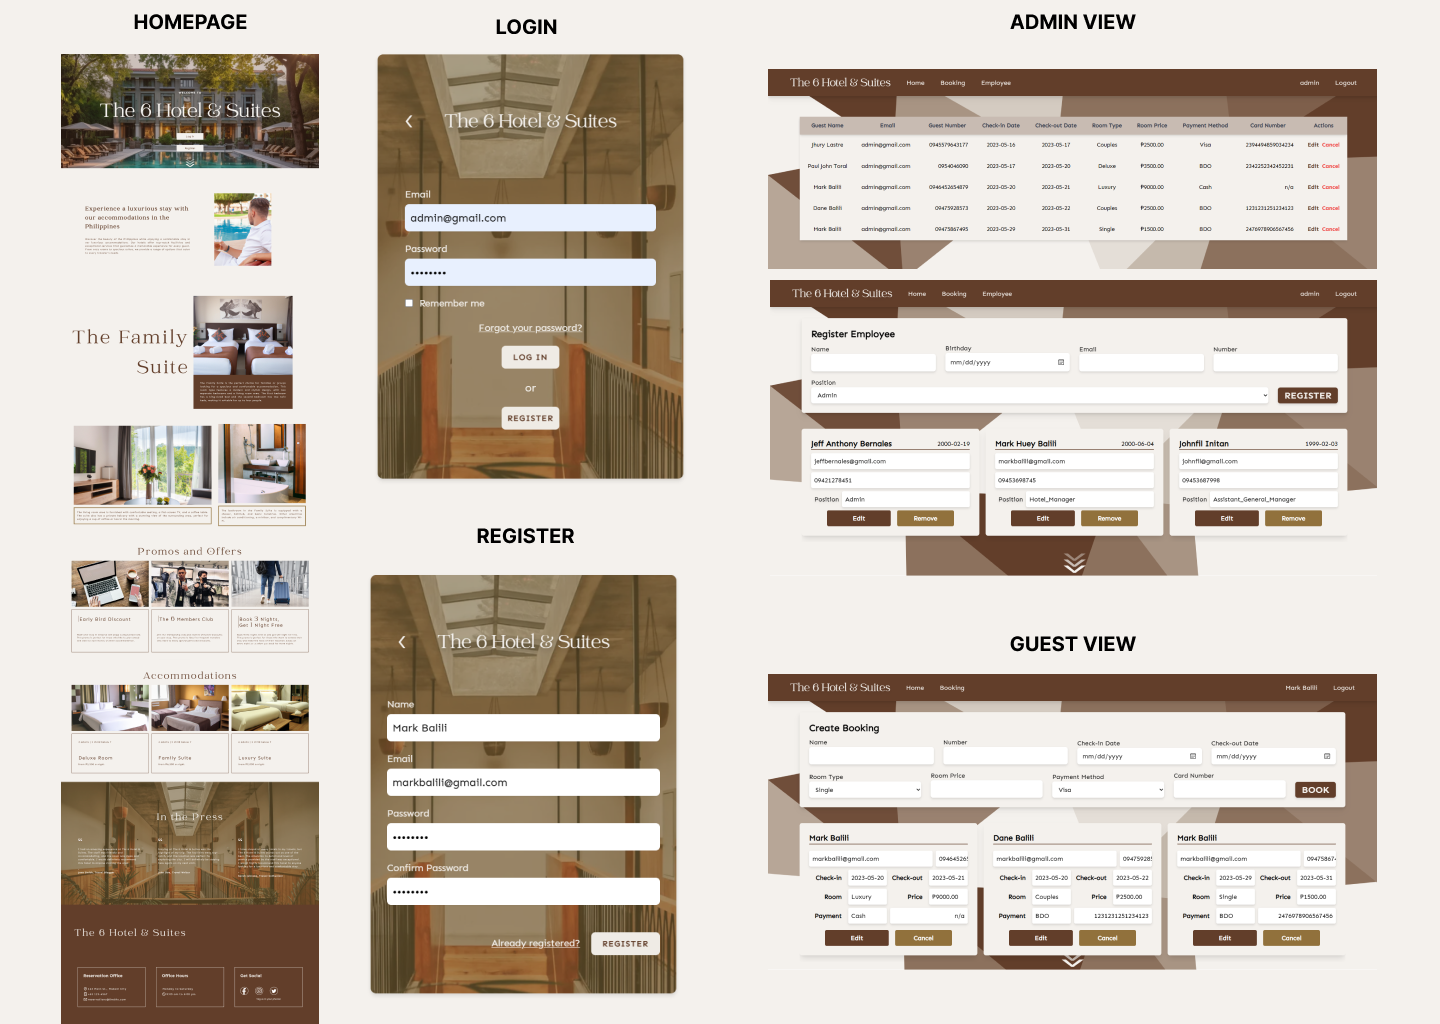 HOMEPAGE
WELCOME TO
The 6 Hotel & Suites
Log In
Register
Experience a luxurious stay with
our accommodations in the
Philippines
The Family
Suite
Promos and Offers
Early Bird Discount
The 6 Members Club
Book 3 Nights,
Get 1 Night Free
Accommodations
Deluxe Room
Family Suite
Luxury Suite
In the Press
The 6 Hotel & Suites
Reservation Office
Office Hours
Get Social
LOGIN
The 6 Hotel & Suites
Email
admin@gmail.com
Password
Remember me
Forgot your password?
LOG IN
or
REGISTER
REGISTER
The 6 Hotel & Suites
Name
Mark Balili
Email
markbalili@gmail.com
Password
Confirm Password
Already registered?
REGISTER
ADMIN VIEW
The 6 Hotel & Suites Home Booking Employee admin Logout
Guest Name Email Guest Number Check-in Date Check-out Date Room Type Room Price Payment Method Card Number Actions
Jhury Lastre admin@gmail.com 0945579643177 2023-05-16 2023-05-17 Couples ₱2500.00 Visa 2394494859034234 Edit Cancel
Paul John Toral admin@gmail.com 0954046090 2023-05-17 2023-05-20 Deluxe ₱3500.00 BDO 2342252342452231 Edit Cancel
Mark Balili admin@gmail.com 0946452654879 2023-05-20 2023-05-21 Luxury ₱9000.00 Cash n/a Edit Cancel
Dane Balili admin@gmail.com 09475928573 2023-05-20 2023-05-22 Couples ₱2500.00 BDO 1231231251234123 Edit Cancel
Mark Balili admin@gmail.com 09475867495 2023-05-29 2023-05-31 Single ₱1500.00 BDO 2476978906567456 Edit Cancel
The 6 Hotel & Suites Home Booking Employee admin Logout
Register Employee
Name Birthday Email Number
mm/dd/yyyy
Position
Admin REGISTER
Jeff Anthony Bernales 2000-02-19 Mark Huey Balili 2000-06-04 Johnfil Initan 1999-02-03
jeffbernales@gmail.com markbalili@gmail.com johnfil@gmail.com
09421278451 09453698745 09453687998
Position Admin Position Hotel_Manager Position Assistant_General_Manager
Edit Remove Edit Remove Edit Remove
GUEST VIEW
The 6 Hotel & Suites Home Booking Mark Balili Logout
Create Booking
Name Number Check-in Date Check-out Date
mm/dd/yyyy mm/dd/yyyy
Room Type Room Price Payment Method Card Number
Single Visa BOOK
Mark Balili Dane Balili Mark Balili
markbalili@gmail.com 094645265 markbalili@gmail.com 09475928 markbalili@gmail.com 09475867
Check-in 2023-05-20 Check-out 2023-05-21 Check-in 2023-05-20 Check-out 2023-05-22 Check-in 2023-05-29 Check-out 2023-05-31
Room Luxury Price ₱9000.00 Room Couples Price ₱2500.00 Room Single Price ₱1500.00
Payment Cash n/a Payment BDO 1231231251234123 Payment BDO 2476978906567456
Edit Cancel Edit Cancel Edit Cancel